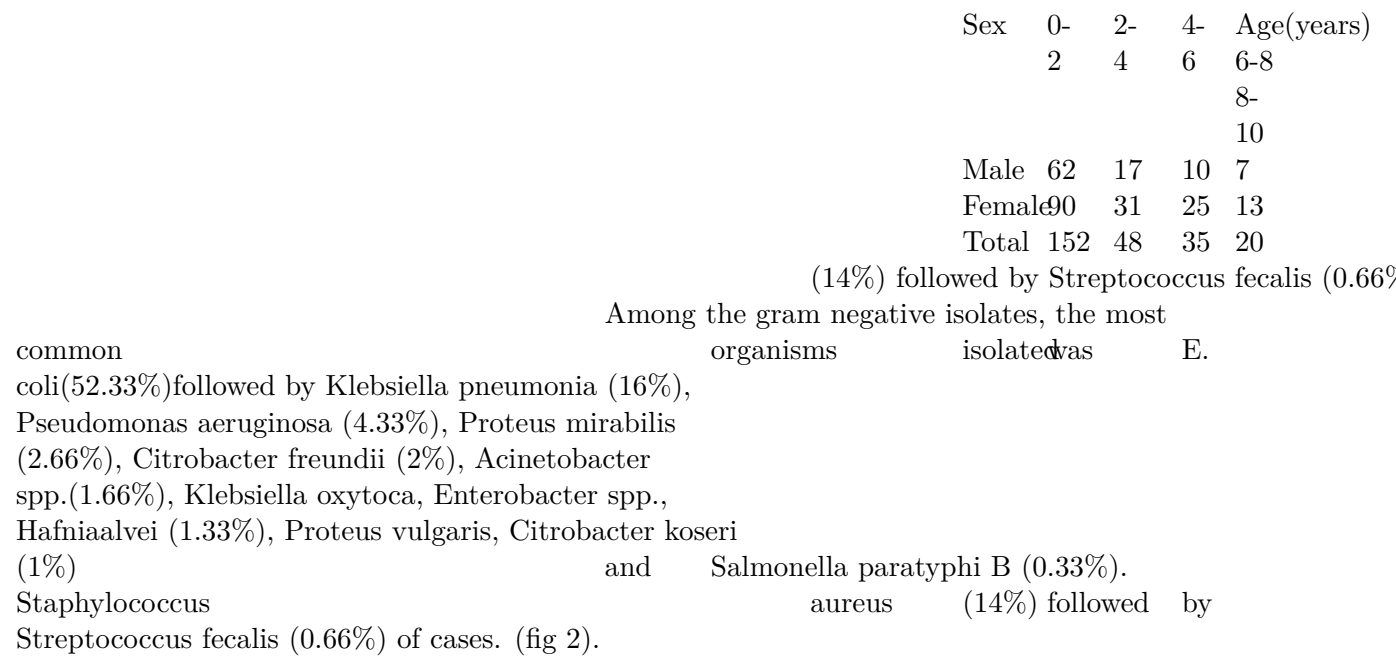 Sex 0- 2- 4- Age(years)
2 4 6 6-8
8-
10
Male 62 17 10 7
Female90 31 25 13
Total 152 48 35 20
(14%) followed by Streptococcus fecalis (0.66%
Among the gram negative isolates, the most
common organisms isolatedwas E.
coli(52.33%)followed by Klebsiella pneumonia (16%),
Pseudomonas aeruginosa (4.33%), Proteus mirabilis
(2.66%), Citrobacter freundii (2%), Acinetobacter
spp.(1.66%), Klebsiella oxytoca, Enterobacter spp.,
Hafniaalvei (1.33%), Proteus vulgaris, Citrobacter koseri
(1%) and Salmonella paratyphi B (0.33%).
Staphylococcus aureus (14%) followed by
Streptococcus fecalis (0.66%) of cases. (fig 2).